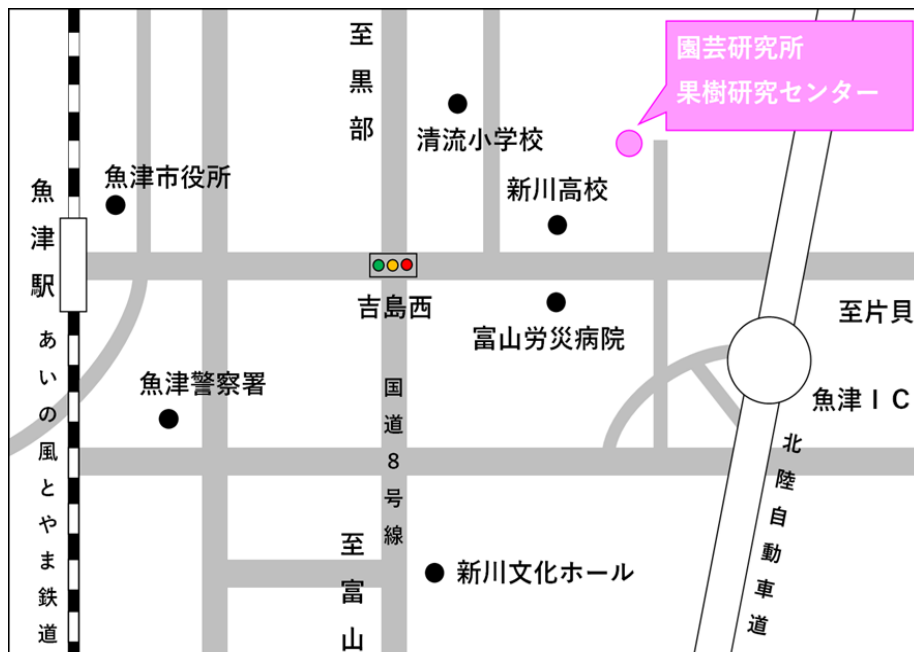 至黒部
園芸研究所
果樹研究センター
清流小学校
魚津市役所
新川高校
魚津駅
吉島西
富山労災病院
至片貝
あいの風とやま鉄道
魚津警察署
国道8号線
魚津IC
北陸自動車道
至富山
新川文化ホール